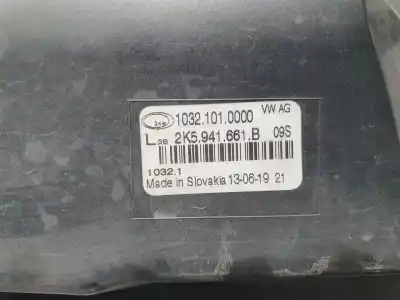 1032.101.0000 VW AG
L 2K5.941.661.B 09S
1032.1
Made in Slovakia 13-06-19 21